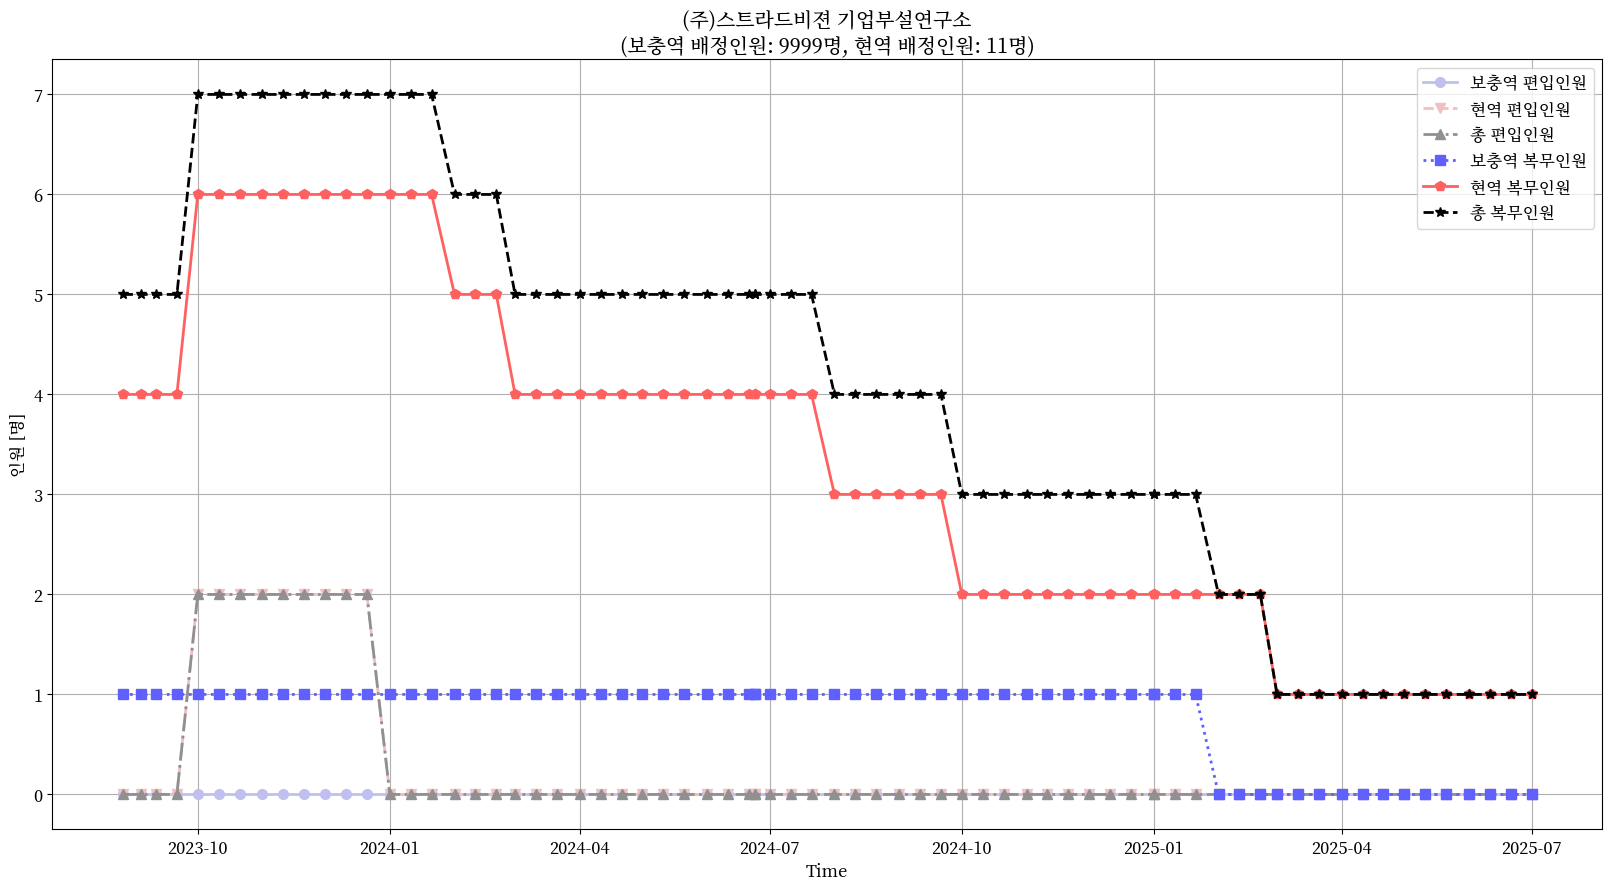 (주)스트라드비젼 기업부설연구소
(보충역 배정인원: 9999명, 현역 배정인원: 11명)
보충역 편입인원
현역 편입인원
총 편입인원
보충역 복무인원
현역 복무인원
총 복무인원
인원 [명]
7
6
5
4
3
2
1
0
2023-10
2024-01
2024-04
2024-07
2024-10
2025-01
2025-04
2025-07
Time